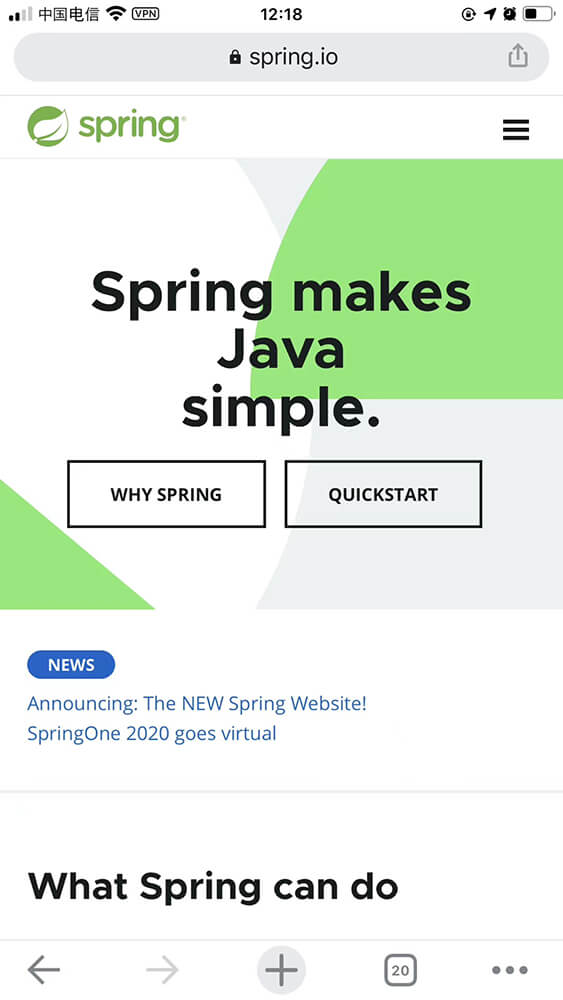 中国电信 VPN 12:18
spring.io
spring
Spring makes
Java
simple.
WHY SPRING QUICKSTART
NEWS
Announcing: The NEW Spring Website!
SpringOne 2020 goes virtual
What Spring can do
20